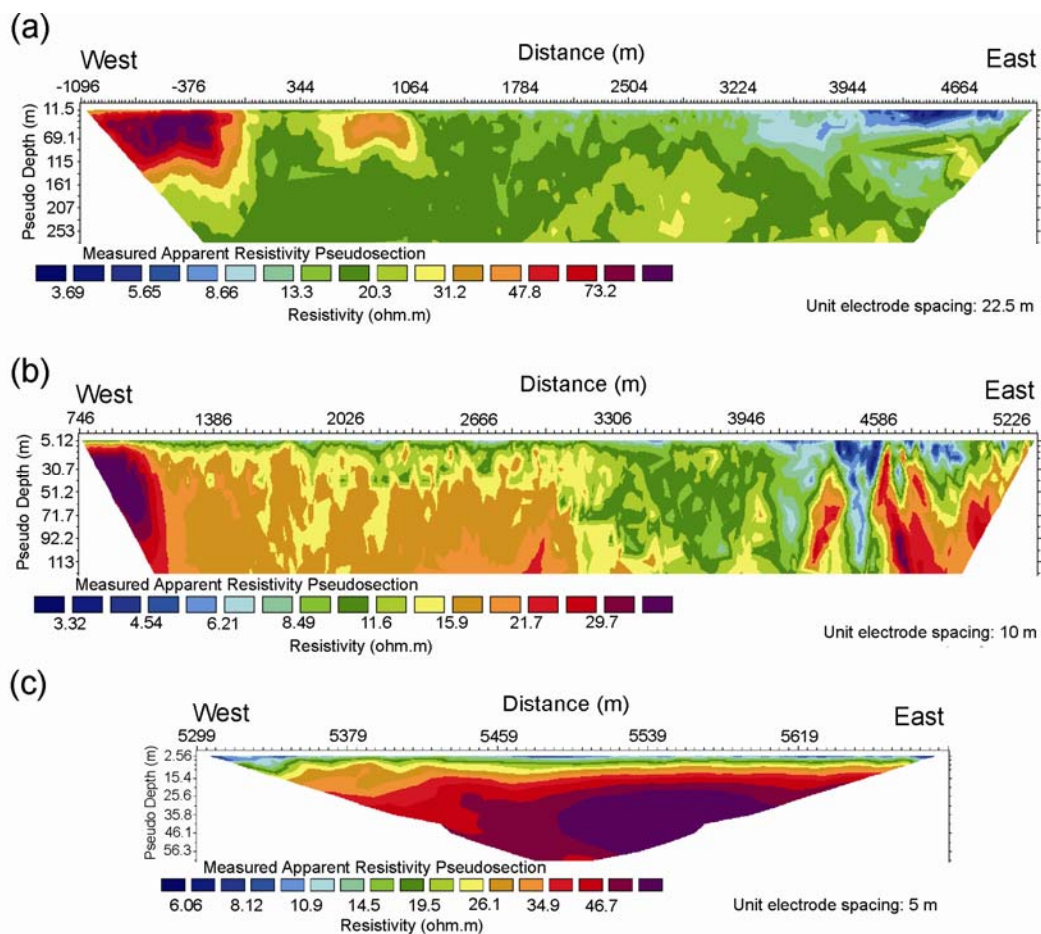 (a)
West
Distance (m)
East
-1096 -376 344 1064 1784 2504 3224 3944 4664
Pseudo Depth (m)
11.5
69.1
115
161
207
253
Measured Apparent Resistivity Pseudosection
3.69 5.65 8.66 13.3 20.3 31.2 47.8 73.2
Resistivity (ohm.m)
Unit electrode spacing: 22.5 m
(b)
West
Distance (m)
East
746 1386 2026 2666 3306 3946 4586 5226
Pseudo Depth (m)
5.12
30.7
51.2
71.7
92.2
113
Measured Apparent Resistivity Pseudosection
3.32 4.54 6.21 8.49 11.6 15.9 21.7 29.7
Resistivity (ohm.m)
Unit electrode spacing: 10 m
(c)
West
Distance (m)
East
5299 5379 5459 5539 5619
Pseudo Depth (m)
2.56
15.4
25.6
35.8
46.1
56.3
Measured Apparent Resistivity Pseudosection
6.06 8.12 10.9 14.5 19.5 26.1 34.9 46.7
Resistivity (ohm.m)
Unit electrode spacing: 5 m